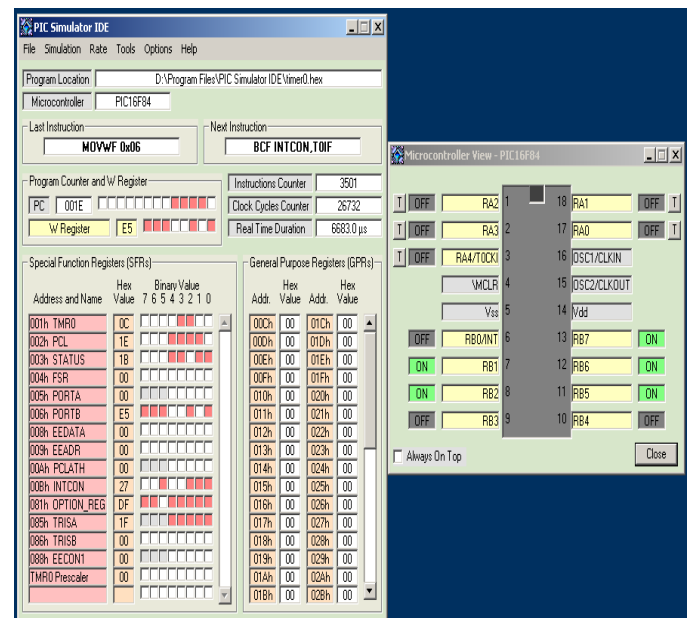 PIC Simulator IDE
File Simulation Rate Tools Options Help
Program Location D:\Program Files\PIC Simulator IDE\timer0.hex
Microcontroller PIC16F84
Last Instruction Next Instruction
MOVWF 0x06 BCF INTCON,T0IF
Program Counter and W Register Instructions Counter 3501
PC 001E Clock Cycles Counter 26732
W Register E5 Real Time Duration 6683.0 µs
Special Function Registers (SFRs) General Purpose Registers (GPRs)
Hex Binary Value Hex Hex
Address and Name Value 7 6 5 4 3 2 1 0 Addr. Value Addr. Value
001h TMR0 0C 00Ch 00 01Ch 00
002h PCL 1E 00Dh 00 01Dh 00
003h STATUS 1B 00Eh 00 01Eh 00
004h FSR 00 00Fh 00 01Fh 00
005h PORTA 00 010h 00 020h 00
006h PORTB E5 011h 00 021h 00
008h EEDATA 00 012h 00 022h 00
009h EEADR 00 013h 00 023h 00
00Ah PCLATH 00 014h 00 024h 00
00Bh INTCON 27 015h 00 025h 00
081h OPTION_REG DF 016h 00 026h 00
085h TRISA 1F 017h 00 027h 00
086h TRISB 00 018h 00 028h 00
088h EECON1 00 019h 00 029h 00
TMR0 Prescaler 00 01Ah 00 02Ah 00
01Bh 00 02Bh 00
Microcontroller View - PIC16F84
T OFF RA2 1 18 RA1 OFF T
T OFF RA3 2 17 RA0 OFF T
T OFF RA4/T0CKI 3 16 OSC1/CLKIN
\MCLR 4 15 OSC2/CLKOUT
Vss 5 14 Vdd
OFF RB0/INT 6 13 RB7 ON
ON RB1 7 12 RB6 ON
ON RB2 8 11 RB5 ON
OFF RB3 9 10 RB4 OFF
Always On Top Close